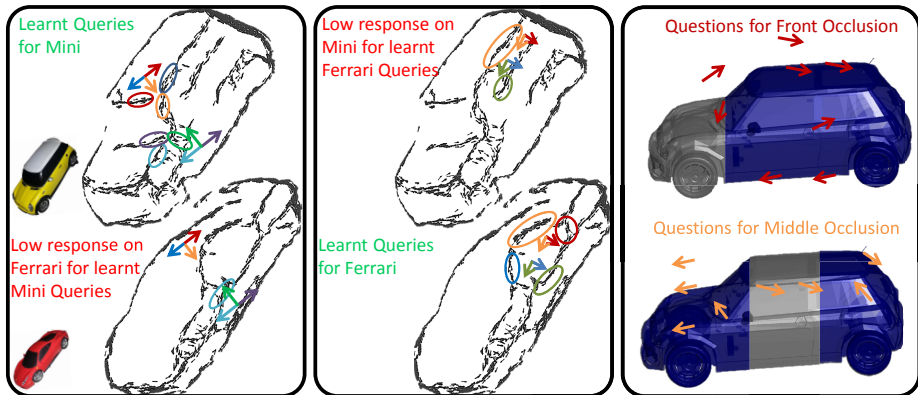 Learnt Queries
for Mini
Low response on
Ferrari for learnt
Mini Queries
Low response on
Mini for learnt
Ferrari Queries
Learnt Queries
for Ferrari
Questions for Front Occlusion
Questions for Middle Occlusion